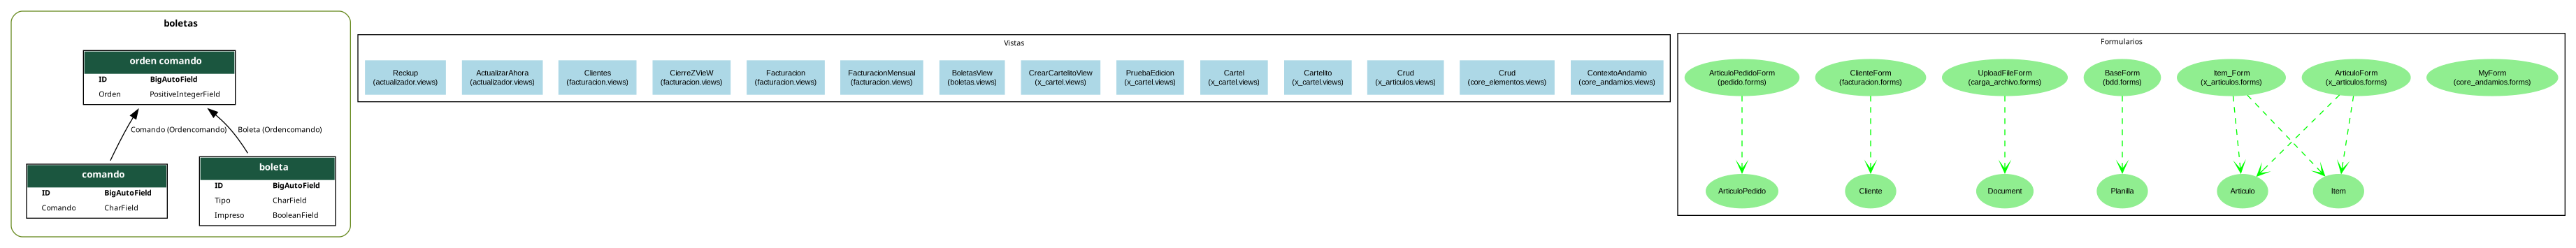 boletas
orden comando
ID BigAutoField
Orden PositiveIntegerField
Comando (Ordencomando)
Boleta (Ordencomando)
comando
ID BigAutoField
Comando CharField
boleta
ID BigAutoField
Tipo CharField
Impreso BooleanField
Vistas
Reckup
(actualizador.views)
ActualizarAhora
(actualizador.views)
Clientes
(facturacion.views)
CierreZVieW
(facturacion.views)
Facturacion
(facturacion.views)
FacturacionMensual
(facturacion.views)
BoletasView
(boletas.views)
CrearCartelitoView
(x_cartel.views)
PruebaEdicion
(x_cartel.views)
Cartel
(x_cartel.views)
Cartelito
(x_cartel.views)
Crud
(x_articulos.views)
Crud
(core_elementos.views)
ContextoAndamio
(core_andamios.views)
Formularios
ArticuloPedidoForm
(pedido.forms)
ClienteForm
(facturacion.forms)
UploadFileForm
(carga_archivo.forms)
BaseForm
(bdd.forms)
Item_Form
(x_articulos.forms)
ArticuloForm
(x_articulos.forms)
MyForm
(core_andamios.forms)
ArticuloPedido
Cliente
Document
Planilla
Articulo
Item